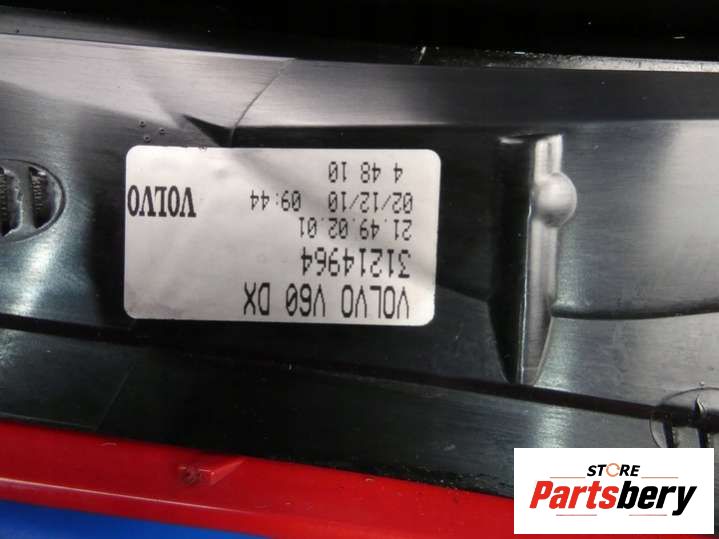 VOLVO V60 DX
31214964
21.49.02.01
02/12/10 09:44
4 48 10
VOLVO
STORE
Partsbery